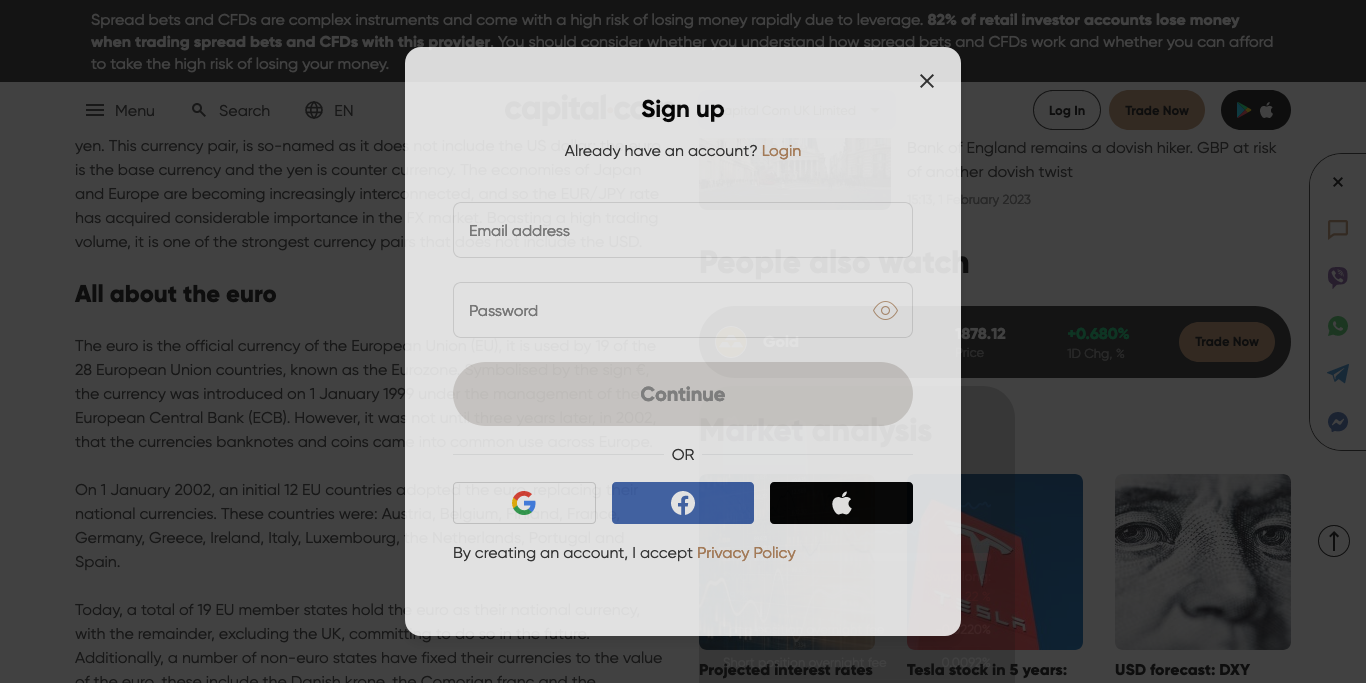 Spread bets and CFDs are complex instruments and come with a high risk of losing money rapidly due to leverage. 82% of retail investor accounts lose money
when trading spread bets and CFDs with this provider. You should consider whether you understand how spread bets and CFDs work and whether you can afford
to take the high risk of losing your money.
Menu
Search
EN
capital.co
Log In
Trade Now
Sign up
Already have an account? Login
Email address
Password
Continue
OR
By creating an account, I accept Privacy Policy
yen. This currency pair, is so-named as it does not include the US
is the base currency and the yen is counter currency. The economies of Japan
and Europe are becoming increasingly interconnected, and so the EUR/JPY rate
has acquired considerable importance in the FX market. Boasting a high trading
volume, it is one of the strongest currency pairs that does not include the USD.
All about the euro
The euro is the official currency of the European Union (EU). It is used by 19 of the
28 European Union countries, known as the Eurozone. Symbolized by the sign €,
the currency was introduced on 1 January 1999 under the management of the
European Central Bank (ECB). However, it was not until three years later, in 2002,
that the currencies banknotes and coins came into common use across Europe.
On 1 January 2002, an initial 12 EU countries adopted the euro, replacing their
national currencies. These countries were: Austria, Belgium, Finland, France,
Germany, Greece, Ireland, Italy, Luxembourg, the Netherlands, Portugal and
Spain.
Today, a total of 19 EU member states hold the euro as their national currency,
with the remainder, excluding the UK, committing to do so in the future.
Additionally, a number of non-euro states have fixed their currencies to the value
of the euro, these include the Danish krone, the Comorian franc and the
Bank of England remains a dovish hiker. GBP at risk
of another dovish twist
February 2023
People also watch
Gold
1878.12
Price
+0.680%
1D Chg, %
Trade Now
Market analysis
TESLA
Short position overnight fee
Projected interest rates
Tesla stock in 5 years:
USD forecast: DXY